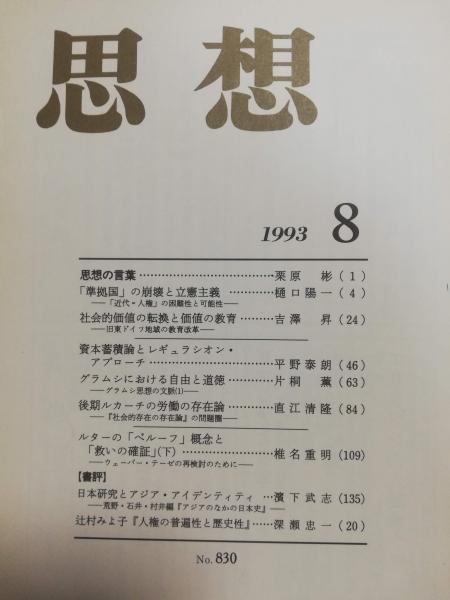 思想
1993 8
思想の言葉……………………………栗原 彬(1)
「準拠国」の崩壊と立憲主義…………樋口陽一(4)
——「近代=人権」の困難性と可能性——
社会的価値の転換と価値の教育………吉澤 昇(24)
——旧東ドイツ地域の教育改革——
資本蓄積論とレギュラシオン・
アプローチ…………………………平野泰朗(46)
グラムシにおける自由と道徳…………片桐 薫(63)
——グラムシ思想の文脈(1)——
後期ルカーチの労働の存在論…………直江清隆(84)
——『社会的存在の存在論』の問題圏——
ルターの「ベルーフ」概念と
「救いの確証」(下)…………………椎名重明(109)
——ウェーバー・テーゼの再検討のために——
【書評】
日本研究とアジア・アイデンティティ…濱下武志(135)
——荒野・石井・村井編『アジアのなかの日本史』——
辻村みよ子『人権の普遍性と歴史性』……深瀬忠一(20)
No. 830